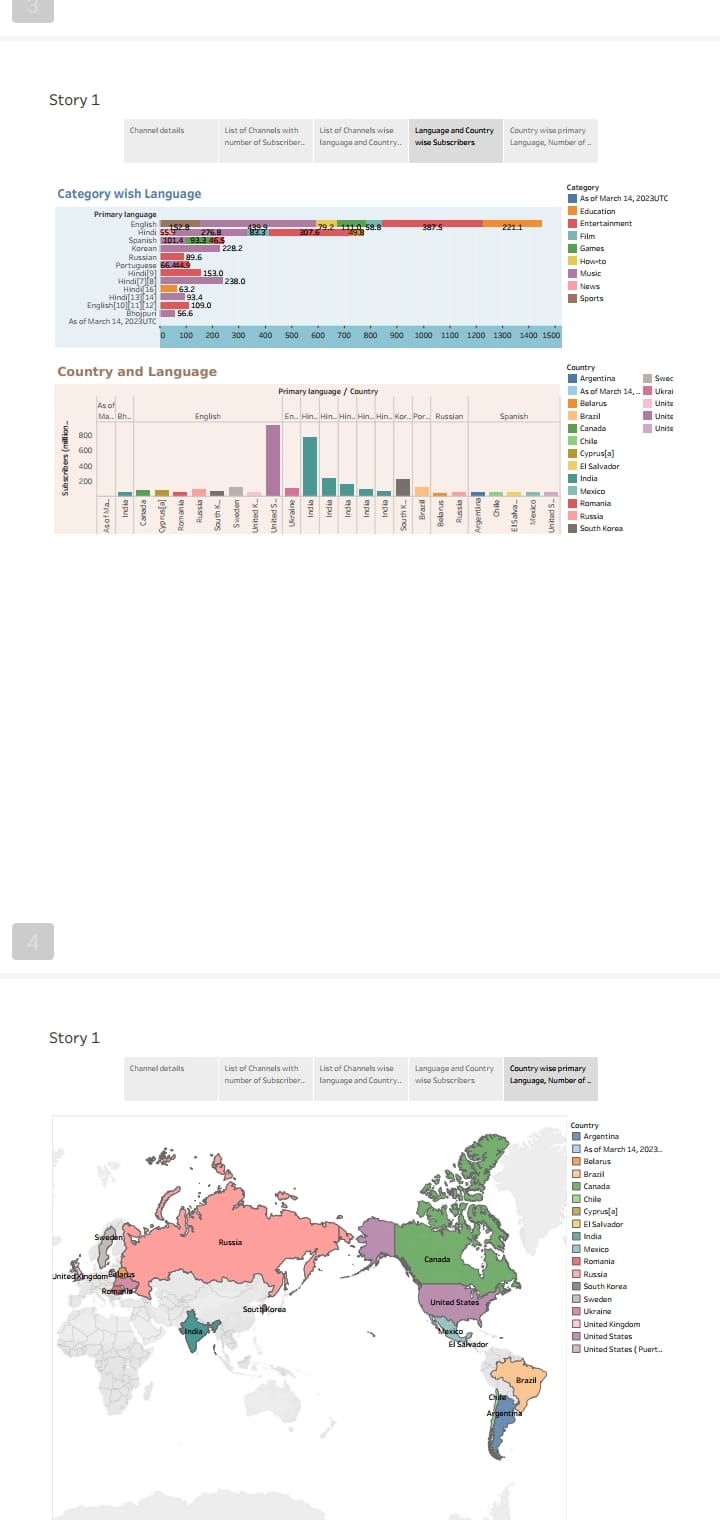 3
Story 1
Channel details
List of Channels with
number of Subscriber..
List of Channels wise
language and Country..
Language and Country
wise Subscribers
Country wise primary
Language, Number of ..
Category wish Language
Primary language
English
152.8 439.9 79.2 111.0 58.8 387.5 221.1
Hindi
55.9 276.8 83.3 307.6 49.8
Spanish
101.4 93.3 46.5
Korean
228.2
Russian
89.6
Portuguese
66.4 44.9
Hindi[9]
153.0
Hindi[7][8]
238.0
Hindi[16]
63.2
Hindi[13][14]
93.4
English[10][11][12]
109.0
Bhojpuri
56.6
As of March 14, 2023UTC
0 100 200 300 400 500 600 700 800 900 1000 1100 1200 1300 1400 1500
Category
As of March 14, 2023UTC
Education
Entertainment
Film
Games
How-to
Music
News
Sports
Country and Language
Primary language / Country
As of
Ma.. Bh.. English En.. Hin.. Hin.. Hin.. Hin.. Hin.. Kor.. Por.. Russian Spanish
Subscribers (million..
800
600
400
200
As of Ma..
India
Canada
Cyprus[a]
Romania
Russia
South K..
Sweden
United K..
United S..
Ukraine
India
India
India
India
India
South K..
Brazil
Belarus
Russia
Argentina
Chile
El Salva..
Mexico
United S..
Country
Argentina
As of March 14, ..
Belarus
Brazil
Canada
Chile
Cyprus[a]
El Salvador
India
Mexico
Romania
Russia
South Korea
Swec
Ukrai
Unite
Unite
Unite
4
Story 1
Channel details
List of Channels with
number of Subscriber..
List of Channels wise
language and Country..
Language and Country
wise Subscribers
Country wise primary
Language, Number of ..
Sweden
Russia
United Kingdom
Belarus
Romania
South Korea
India
Canada
United States
Mexico
El Salvador
Brazil
Chile
Argentina
Country
Argentina
As of March 14, 2023..
Belarus
Brazil
Canada
Chile
Cyprus[a]
El Salvador
India
Mexico
Romania
Russia
South Korea
Sweden
Ukraine
United Kingdom
United States
United States ( Puert..